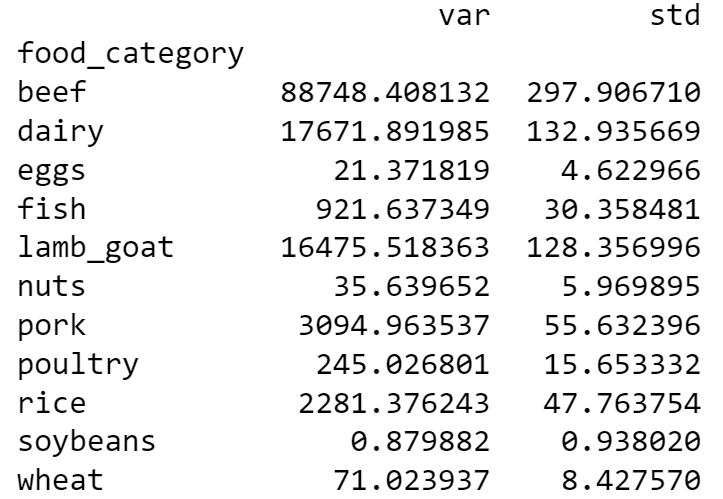 var std
food_category
beef 88748.408132 297.906710
dairy 17671.891985 132.935669
eggs 21.371819 4.622966
fish 921.637349 30.358481
lamb_goat 16475.518363 128.356996
nuts 35.639652 5.969895
pork 3094.963537 55.632396
poultry 245.026801 15.653332
rice 2281.376243 47.763754
soybeans 0.879882 0.938020
wheat 71.023937 8.427570